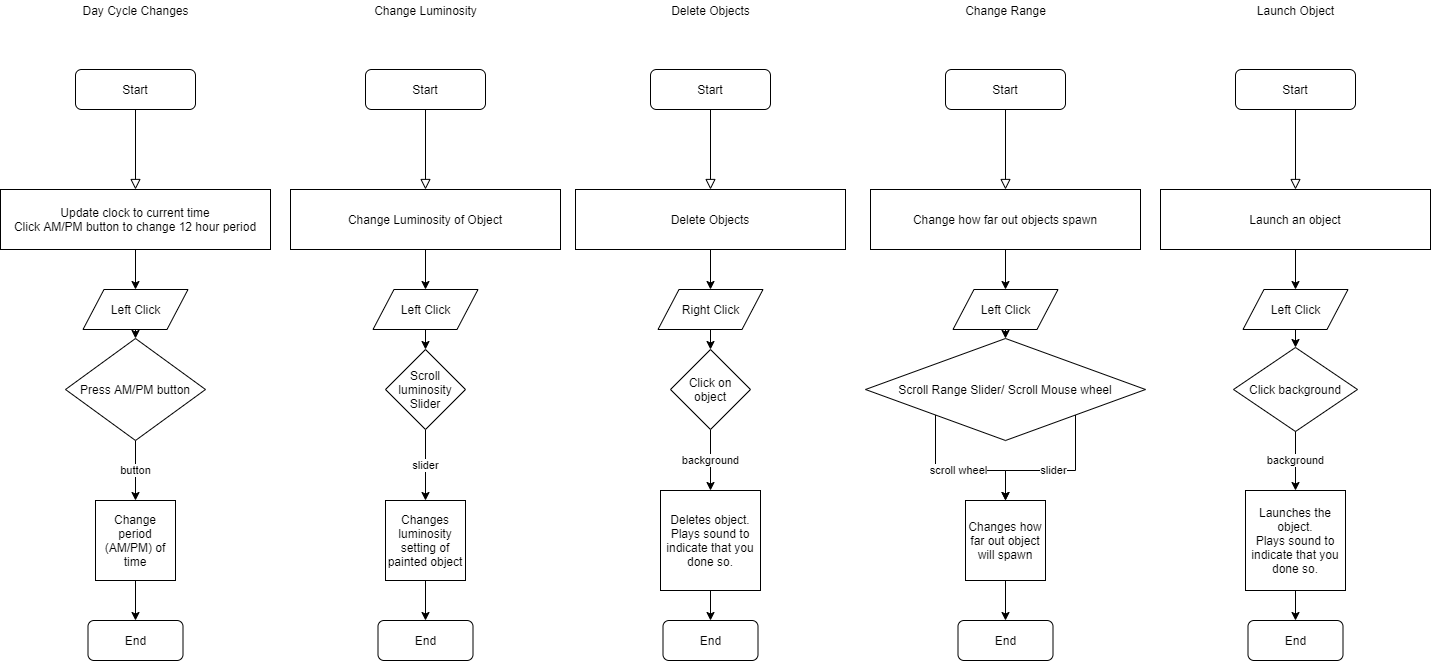 Day Cycle Changes
Change Luminosity
Delete Objects
Change Range
Launch Object
Start
Start
Start
Start
Start
Update clock to current time
Click AM/PM button to change 12 hour period
Change Luminosity of Object
Delete Objects
Change how far out objects spawn
Launch an object
Left Click
Left Click
Right Click
Left Click
Left Click
Press AM/PM button
Scroll
luminosity
Slider
Click on
object
Scroll Range Slider/ Scroll Mouse wheel
Click background
button
slider
background
scroll wheel
slider
background
Change
period
(AM/PM) of
time
Changes
luminosity
setting of
painted object
Deletes object.
Plays sound to
indicate that you
done so.
Changes how
far out object
will spawn
Launches the
object.
Plays sound to
indicate that you
done so.
End
End
End
End
End